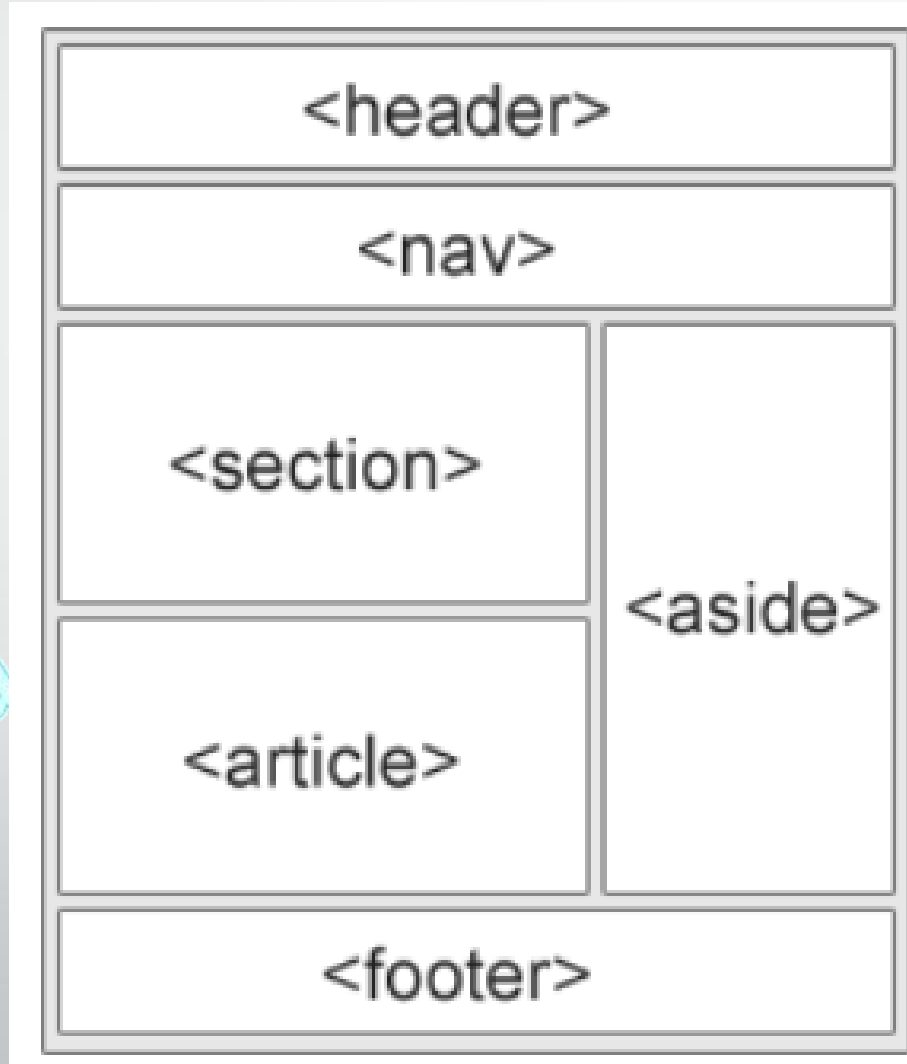 <header>
<nav>
<section>
<aside>
<article>
<footer>